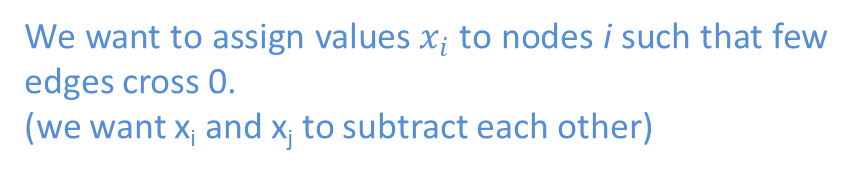 We want to assign values xᵢ to nodes i such that few
edges cross 0.
(we want xᵢ and xⱼ to subtract each other)